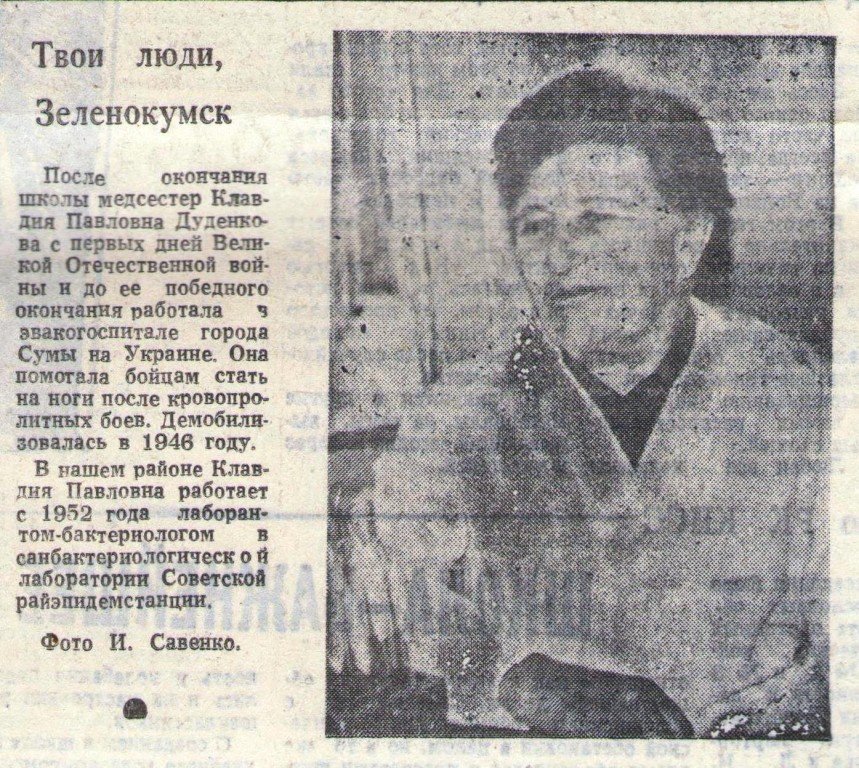 Твои люди,
Зеленокумск
После окончания
школы медсестер Клав-
дия Павловна Дуденко-
ва с первых дней Вели-
кой Отечественной вой-
ны и до ее победного
окончания работала в
эвакогоспитале города
Сумы на Украине. Она
помогала бойцам стать
на ноги после кровопро-
литных боев. Демобили-
зовалась в 1946 году.
В нашем районе Клав-
дия Павловна работает
с 1952 года лаборан-
том-бактериологом в
санбактериологической
лаборатории Советской
райэпидемстанции.
Фото И. Савенко.